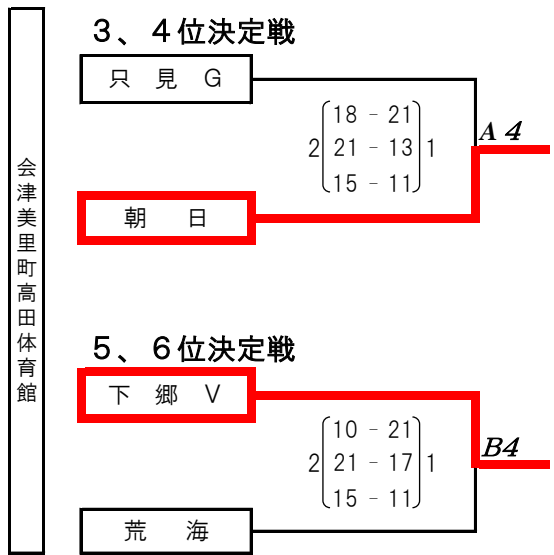 会津美里町高田体育館
３、４位決定戦
只見Ｇ
18 - 21
2 21 - 13 1
15 - 11
A 4
朝日
５、６位決定戦
下郷Ｖ
10 - 21
2 21 - 17 1
15 - 11
B4
荒海